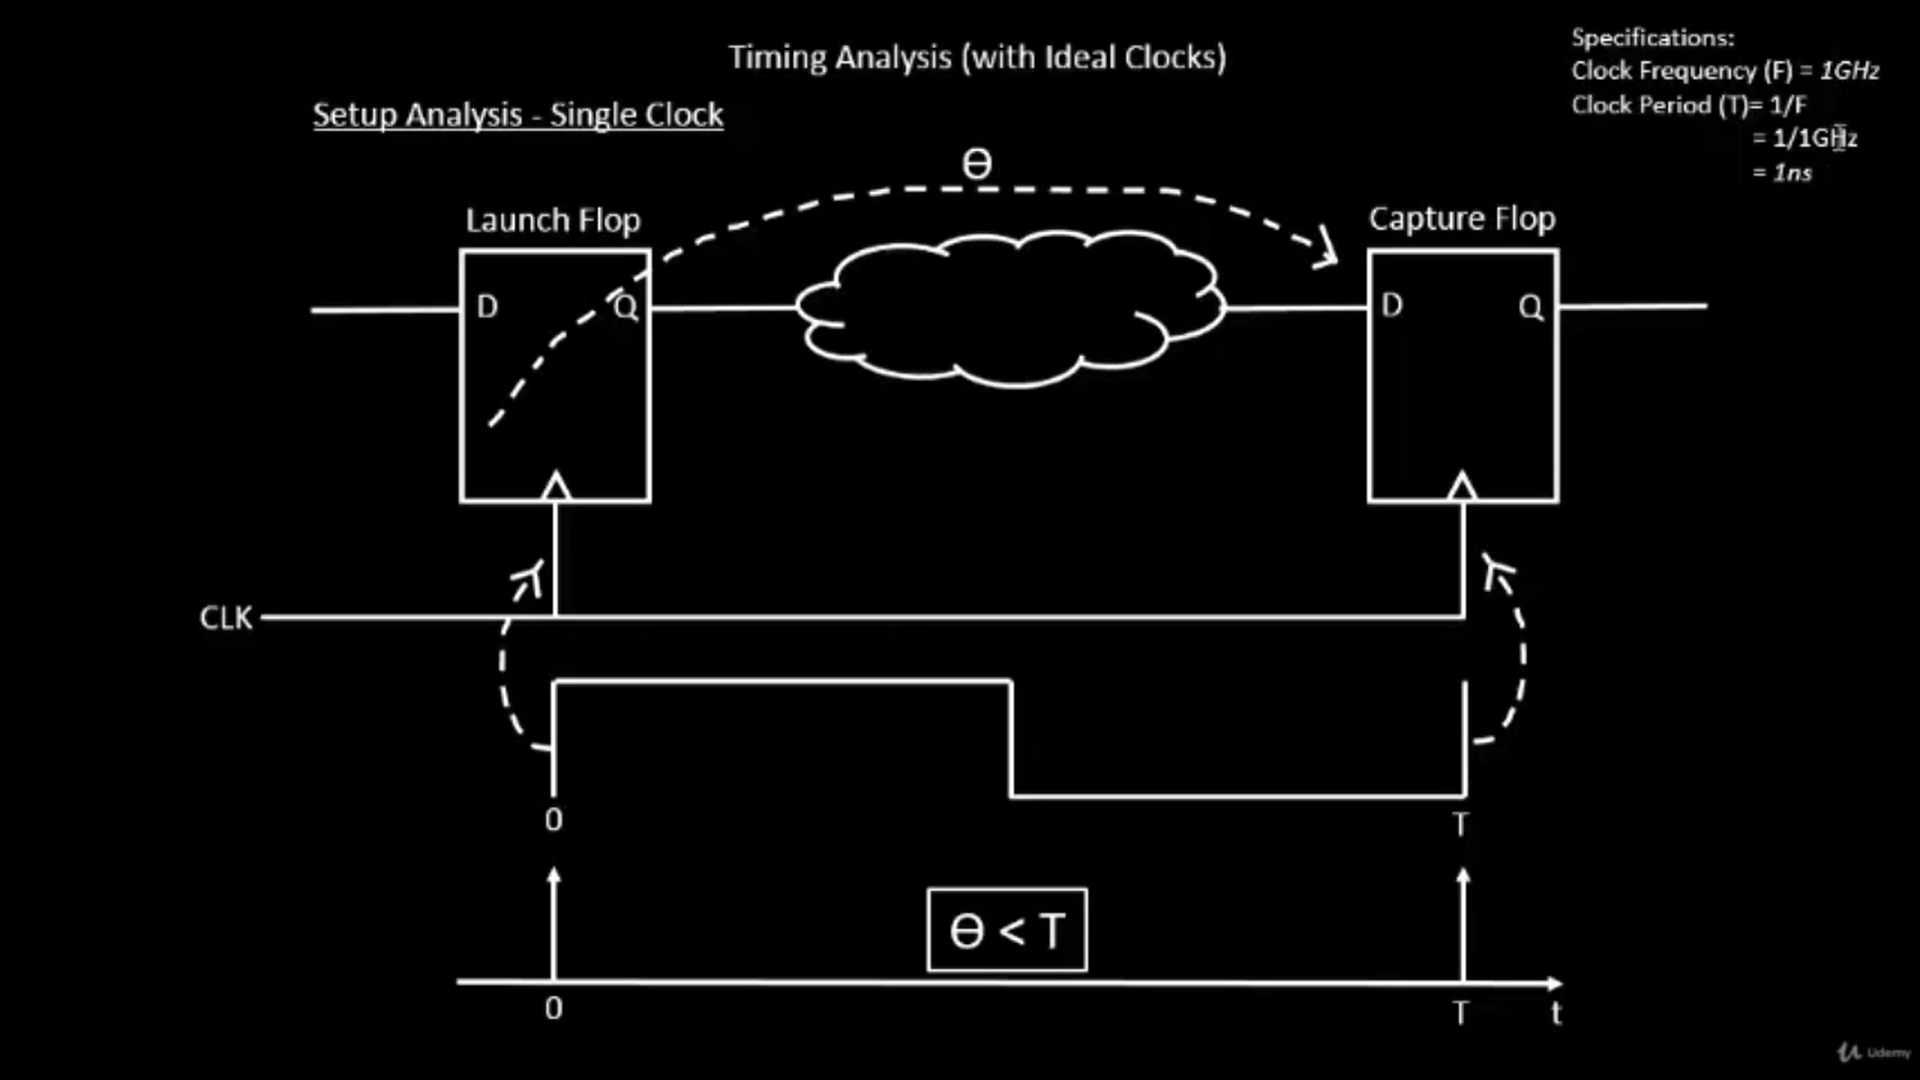 Timing Analysis (with Ideal Clocks)
Specifications:
Clock Frequency (F) = 1GHz
Clock Period (T)= 1/F
= 1/1GHz
= 1ns
Setup Analysis - Single Clock
Θ
Launch Flop
Capture Flop
D Q
D Q
CLK
0 T
Θ < T
0 T t
Udemy